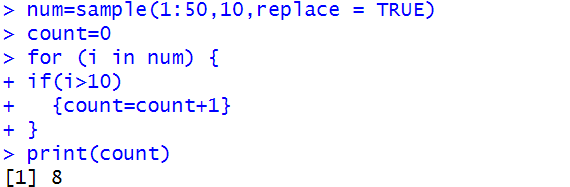 > num=sample(1:50,10,replace = TRUE)
> count=0
> for (i in num) {
+ if(i>10)
+   {count=count+1}
+ }
> print(count)
[1] 8